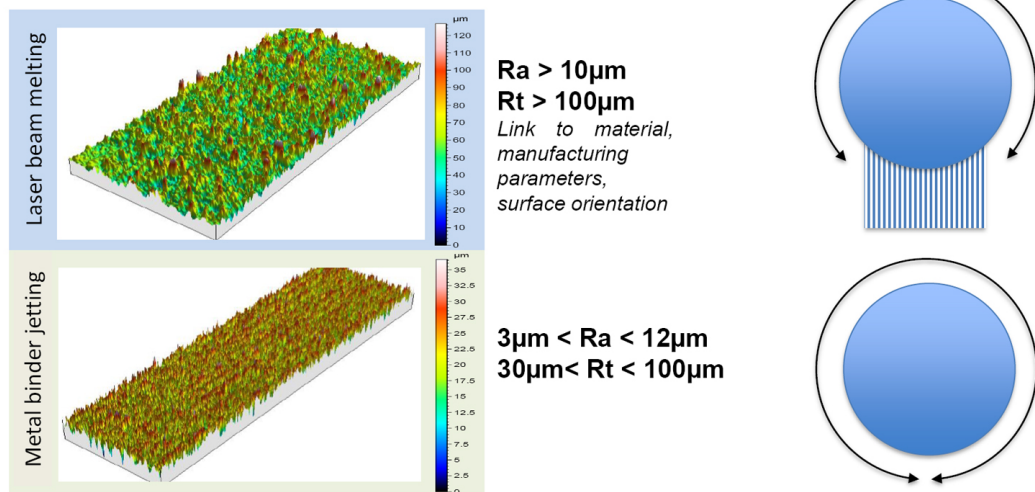 Laser beam melting
µm
120
110
100
90
80
70
60
50
40
30
20
10
0
Ra > 10µm
Rt > 100µm
Link to material,
manufacturing
parameters,
surface orientation
Metal binder jetting
µm
35
32.5
30
27.5
25
22.5
20
17.5
15
12.5
10
7.5
5
2.5
0
3µm < Ra < 12µm
30µm< Rt < 100µm